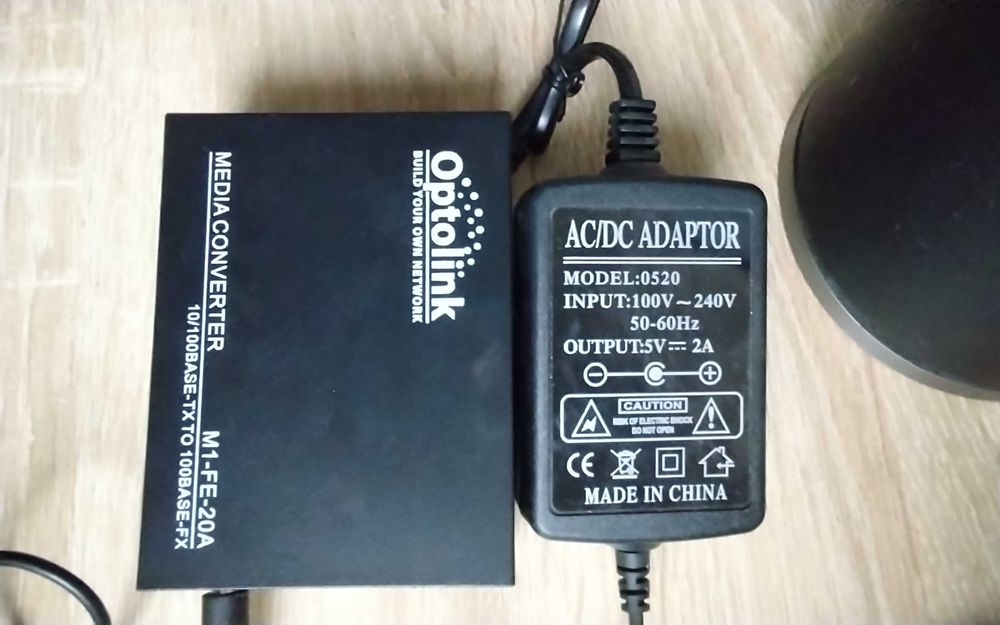 Optolink
BUILD YOUR OWN NETWORK
MEDIA CONVERTER
M1-FE-20A
10/100BASE-TX TO 100BASE-FX
AC/DC ADAPTOR
MODEL:0520
INPUT:100V~240V
50-60Hz
OUTPUT:5V⎓2A
CAUTION
RISK OF ELECTRIC SHOCK
DO NOT OPEN
CE
MADE IN CHINA